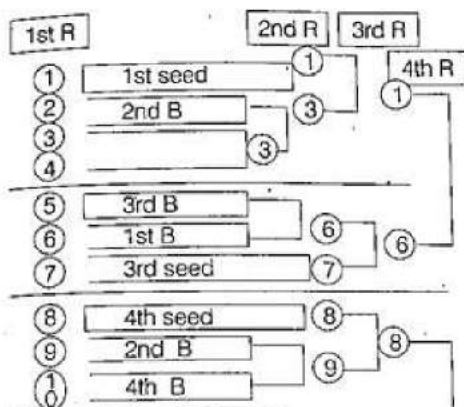 1st R 2nd R 3rd R
4th R
1 1st seed 1
2 2nd B 3
3 3 1
4
5 3rd B
6 1st B 6 6
7 3rd seed 7
8 4th seed 8
9 2nd B 9 8
10 4th B